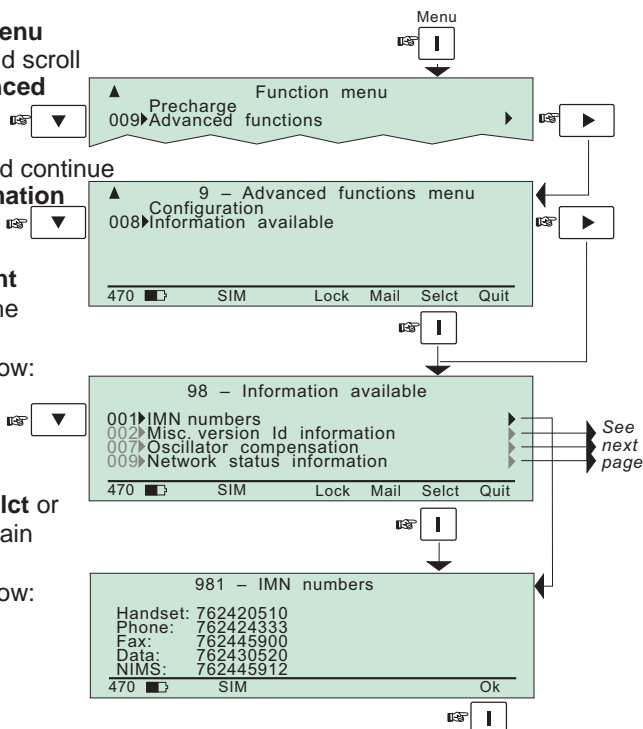 enu
d scroll
nced
d continue
mation
nt
ne
ow:
lct or
ain
ow:
Menu
Function menu
Precharge
009 Advanced functions
9 – Advanced functions menu
Configuration
008 Information available
470 SIM Lock Mail Selct Quit
98 – Information available
001 IMN numbers
002 Misc. version Id information
007 Oscillator compensation
009 Network status information
470 SIM Lock Mail Selct Quit
See
next
page
981 – IMN numbers
Handset: 762420510
Phone: 762424333
Fax: 762445900
Data: 762430520
NIMS: 762445912
470 SIM Ok